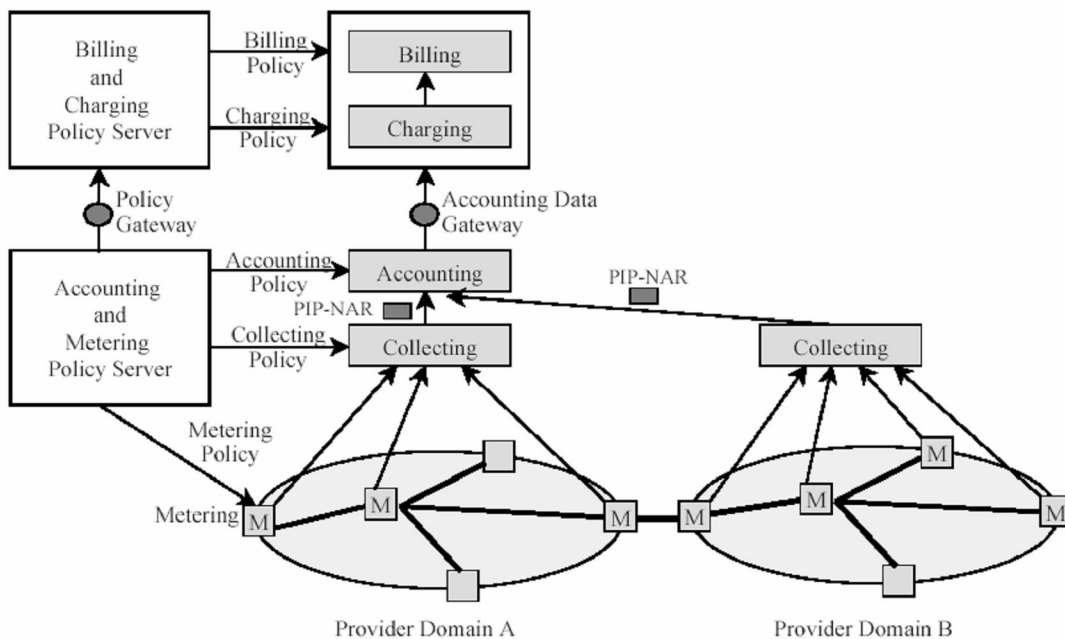 Billing
and
Charging
Policy Server
Billing
Policy
Charging
Policy
Billing
Charging
Policy
Gateway
Accounting Data
Gateway
Accounting
and
Metering
Policy Server
Accounting
Policy
Accounting
PIP-NAR
PIP-NAR
Collecting
Policy
Collecting
Collecting
Metering
Policy
Metering
M
M
M
M
M
M
M
Provider Domain A
Provider Domain B